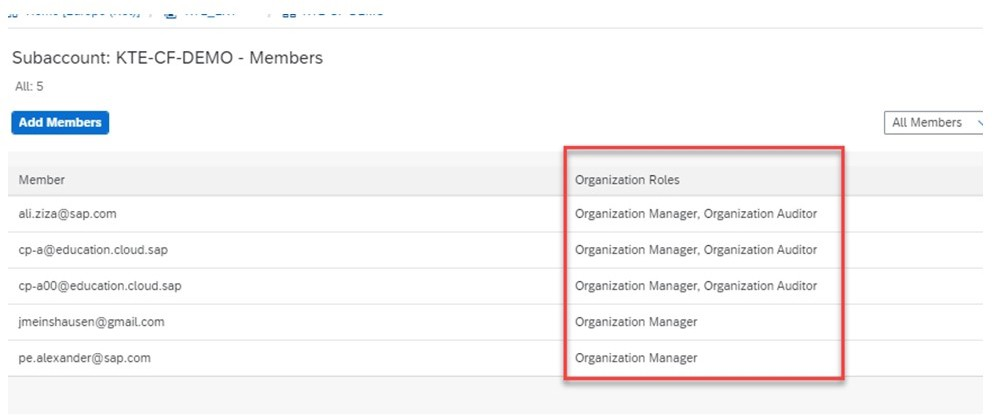 Subaccount: KTE-CF-DEMO - Members
All: 5
Add Members
All Members
Member Organization Roles
ali.ziza@sap.com Organization Manager, Organization Auditor
cp-a@education.cloud.sap Organization Manager, Organization Auditor
cp-a00@education.cloud.sap Organization Manager, Organization Auditor
jmeinshausen@gmail.com Organization Manager
pe.alexander@sap.com Organization Manager